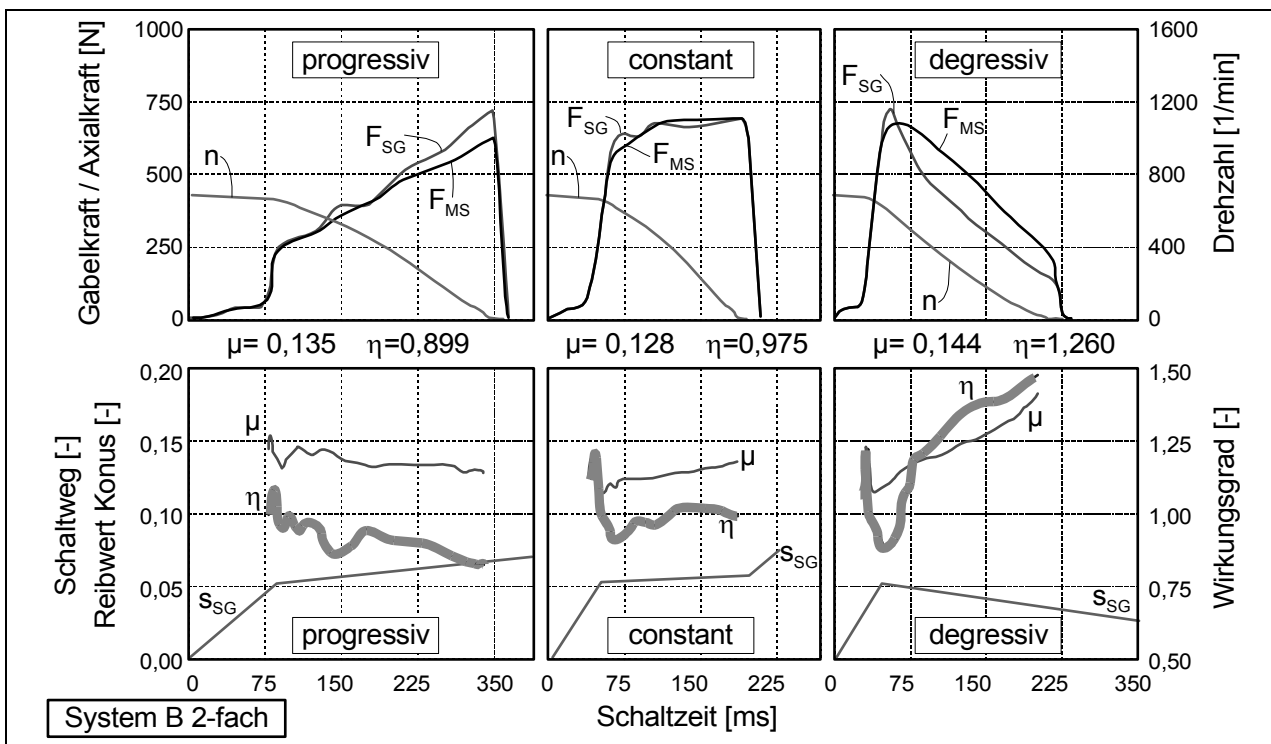 1000
750
500
250
0
Gabelkraft / Axialkraft [N]
progressiv
F_SG
F_MS
n
constant
F_SG
F_MS
n
degressiv
F_SG
F_MS
n
n
1600
1200
800
400
0
Drehzahl [1/min]
µ= 0,135 η=0,899
µ= 0,128 η=0,975
µ= 0,144 η=1,260
0,20
0,15
0,10
0,05
0,00
Schaltweg [-]
Reibwert Konus [-]
µ
η
s_SG
progressiv
µ
η
s_SG
constant
η
µ
s_SG
degressiv
1,50
1,25
1,00
0,75
0,50
Wirkungsgrad [-]
0 75 150 225 350
0 75 150 225
0 75 150 225 350
Schaltzeit [ms]
System B 2-fach